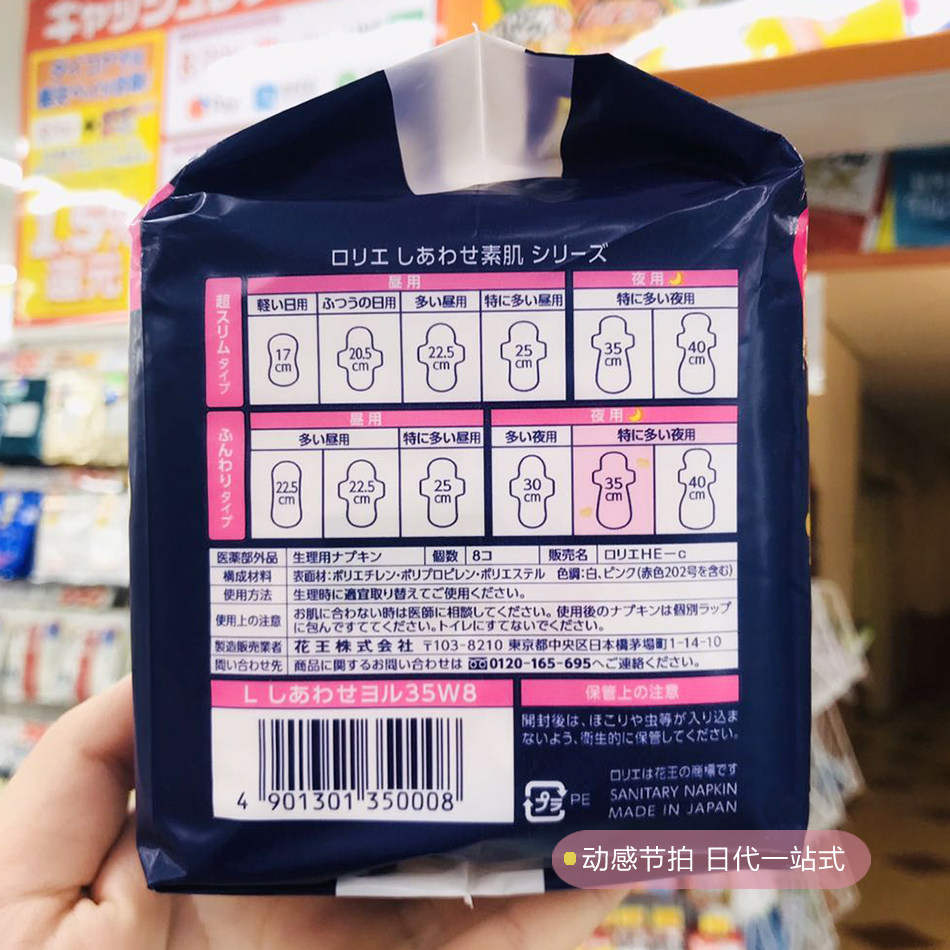 キャッシュレス
1.5%
還元
ロリエ しあわせ素肌 シリーズ
超スリムタイプ
昼用
夜用
軽い日用 ふつうの日用 多い昼用 特に多い昼用 特に多い夜用
17cm 20.5cm 22.5cm 25cm 35cm 40cm
ふんわりタイプ
昼用
夜用
多い昼用 特に多い昼用 多い夜用 特に多い夜用
22.5cm 22.5cm 25cm 30cm 35cm 40cm
医薬部外品 生理用ナプキン 個数 8コ 販売名 ロリエHE−c
構成材料 表面材:ポリエチレン・ポリプロピレン・ポリエステル 色調:白、ピンク(赤色202号を含む)
使用方法 生理時に適宜取り替えてご使用ください。
使用上の注意 お肌に合わない時は医師に相談してください。使用後のナプキンは個別ラップ
に包んですててください。トイレにすてないでください。
製造販売業者 花王株式会社 〒103-8210 東京都中央区日本橋茅場町1-14-10
問い合わせ先 商品に関するお問い合わせは 0120-165-695へご連絡ください。
L しあわせヨル35W8
保管上の注意
開封後は、ほこりや虫等が入り込ま
ないよう、衛生的に保管してください。
4 901301 350008
プラ PE
ロリエは花王の商標です
SANITARY NAPKIN
MADE IN JAPAN
动感节拍 日代一站式